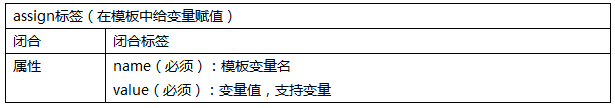 assign标签（在模板中给变量赋值）
闭合 闭合标签
属性 name（必须）：模板变量名
value（必须）：变量值，支持变量